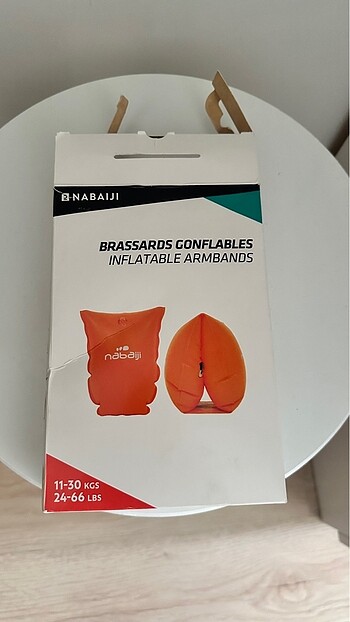 NABAIJI
BRASSARDS GONFLABLES
INFLATABLE ARMBANDS
nabaiji
11-30 KGS
24-66 LBS